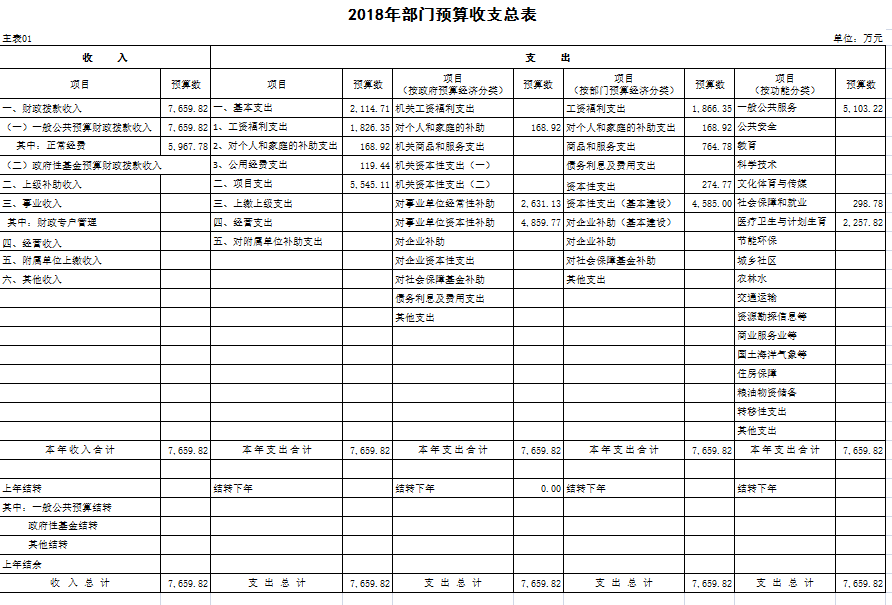 2018年部门预算收支总表
主表01 单位：万元
收 入 支 出
项目 预算数 项目 预算数 项目（按政府预算经济分类） 预算数 项目（按部门预算经济分类） 预算数 项目（按功能分类） 预算数
一、财政拨款收入 7,659.82 一、基本支出 2,114.71 机关工资福利支出 工资福利支出 1,866.35 一般公共服务 5,103.22
（一）一般公共预算财政拨款收入 7,659.82 1、工资福利支出 1,826.35 对个人和家庭的补助 168.92 对个人和家庭的补助支出 168.92 公共安全
其中：正常经费 5,967.78 2、对个人和家庭的补助支出 168.92 机关商品和服务支出 商品和服务支出 764.78 教育
（二）政府性基金预算财政拨款收入 3、公用经费支出 119.44 机关资本性支出（一） 债务利息及费用支出 科学技术
二、上级补助收入 二、项目支出 5,545.11 机关资本性支出（二） 资本性支出 274.77 文化体育与传媒
三、事业收入 三、上缴上级支出 对事业单位经常性补助 2,631.13 资本性支出（基本建设） 4,585.00 社会保障和就业 298.78
其中：财政专户管理 四、经营支出 对事业单位资本性补助 4,859.77 对企业补助（基本建设） 医疗卫生与计划生育 2,257.82
四、经营收入 五、对附属单位补助支出 对企业补助 对企业补助 节能环保
五、附属单位上缴收入 对企业资本性支出 对社会保障基金补助 城乡社区
六、其他收入 对社会保障基金补助 其他支出 农林水
债务利息及费用支出 交通运输
其他支出 资源勘探信息等
商业服务业等
国土海洋气象等
住房保障
粮油物资储备
转移性支出
其他支出
本年收入合计 7,659.82 本年支出合计 7,659.82 本年支出合计 7,659.82 本年支出合计 7,659.82 本年支出合计 7,659.82
上年结转 结转下年 结转下年 0.00 结转下年 结转下年
其中：一般公共预算结转
政府性基金结转
其他结转
上年结余
收 入 总 计 7,659.82 支 出 总 计 7,659.82 支 出 总 计 7,659.82 支 出 总 计 7,659.82 支 出 总 计 7,659.82